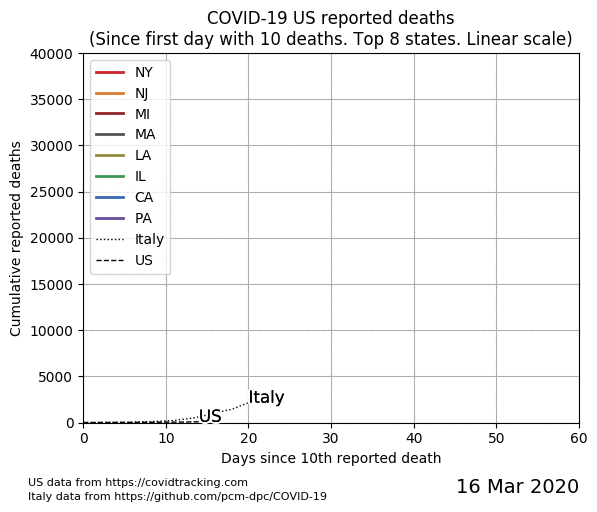 COVID-19 US reported deaths
(Since first day with 10 deaths. Top 8 states. Linear scale)
40000
35000
30000
25000
20000
15000
10000
5000
0
Cumulative reported deaths
NY
NJ
MI
MA
LA
IL
CA
PA
Italy
US
Italy
US
0 10 20 30 40 50 60
Days since 10th reported death
US data from https://covidtracking.com
Italy data from https://github.com/pcm-dpc/COVID-19
16 Mar 2020